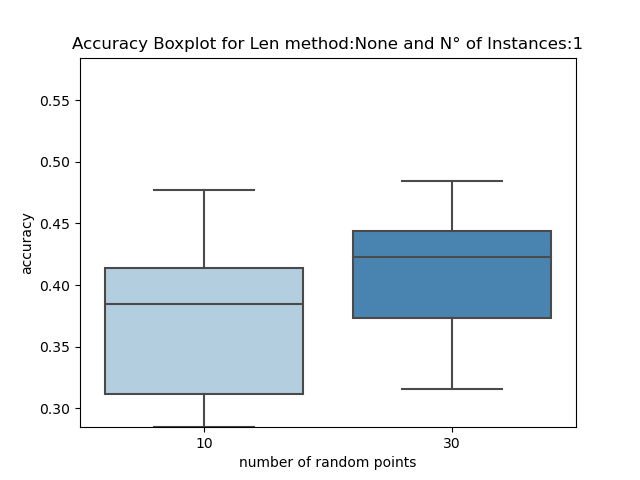 Accuracy Boxplot for Len method:None and N° of Instances:1
0.55
0.50
0.45
0.40
0.35
0.30
accuracy
10 30
number of random points